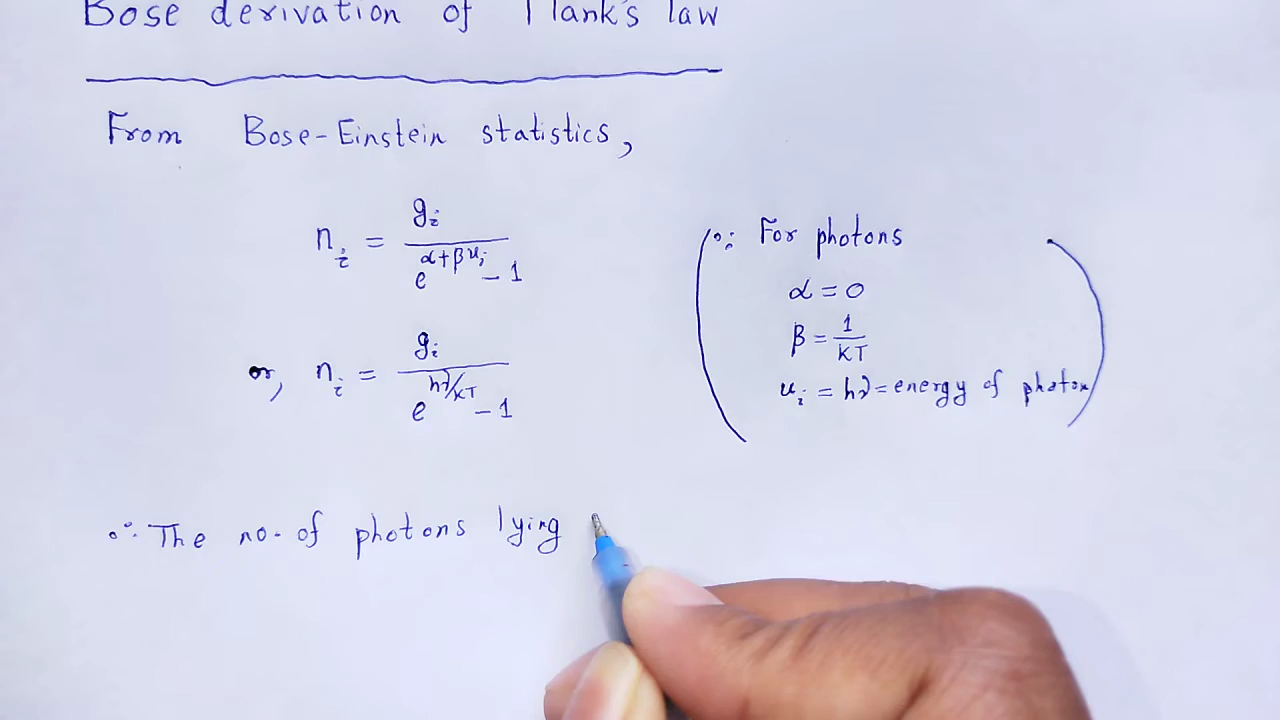 Bose derivation of Plank's law
From Bose-Einstein statistics,
n_i = g_i / (e^(α+βu_i) - 1)
or, n_i = g_i / (e^(hν/KT) - 1)
∵ For photons
α = 0
β = 1/KT
u_i = hν = energy of photon
∴ The no. of photons lying